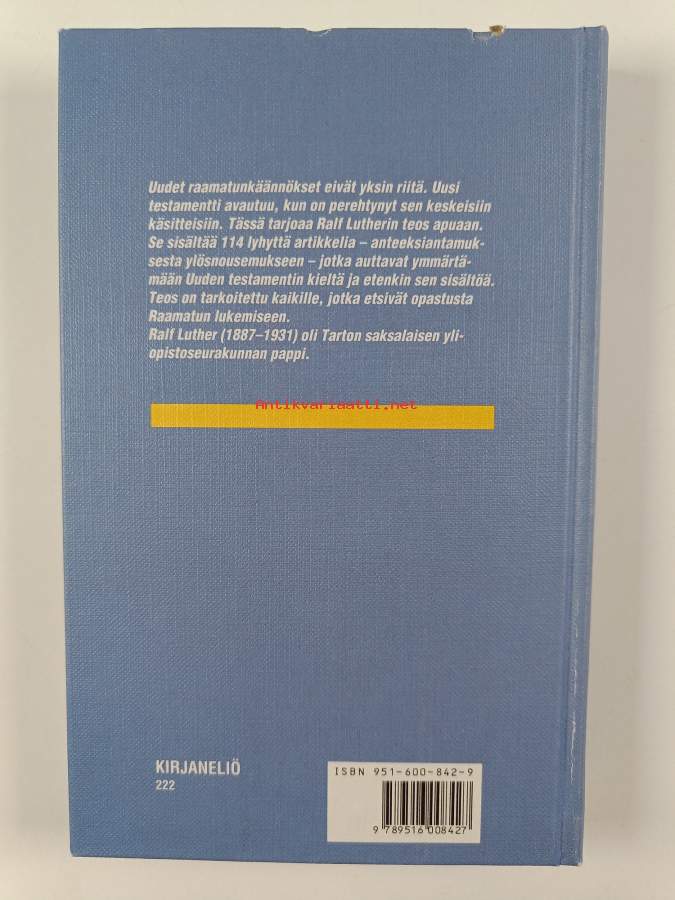 Uudet raamatunkäännökset eivät yksin riitä. Uusi
testamentti avautuu, kun on perehtynyt sen keskeisiin
käsitteisiin. Tässä tarjoaa Ralf Lutherin teos apuaan.
Se sisältää 114 lyhyttä artikkelia – anteeksiantamuk-
sesta ylösnousemukseen – jotka auttavat ymmärtä-
mään Uuden testamentin kieltä ja etenkin sen sisältöä.
Teos on tarkoitettu kaikille, jotka etsivät opastusta
Raamatun lukemiseen.
Ralf Luther (1887–1931) oli Tarton saksalaisen yli-
opistoseurakunnan pappi.
Antikvariaatti.net
KIRJANELIÖ
222
ISBN 951-600-842-9
9 789516 008427